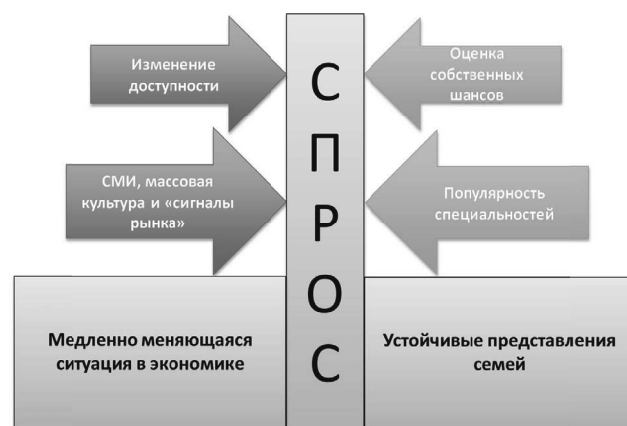 Изменение
доступности
СМИ, массовая
культура и «сигналы
рынка»
Медленно меняющаяся
ситуация в экономике
С
П
Р
О
С
Оценка
собственных
шансов
Популярность
специальностей
Устойчивые представления
семей